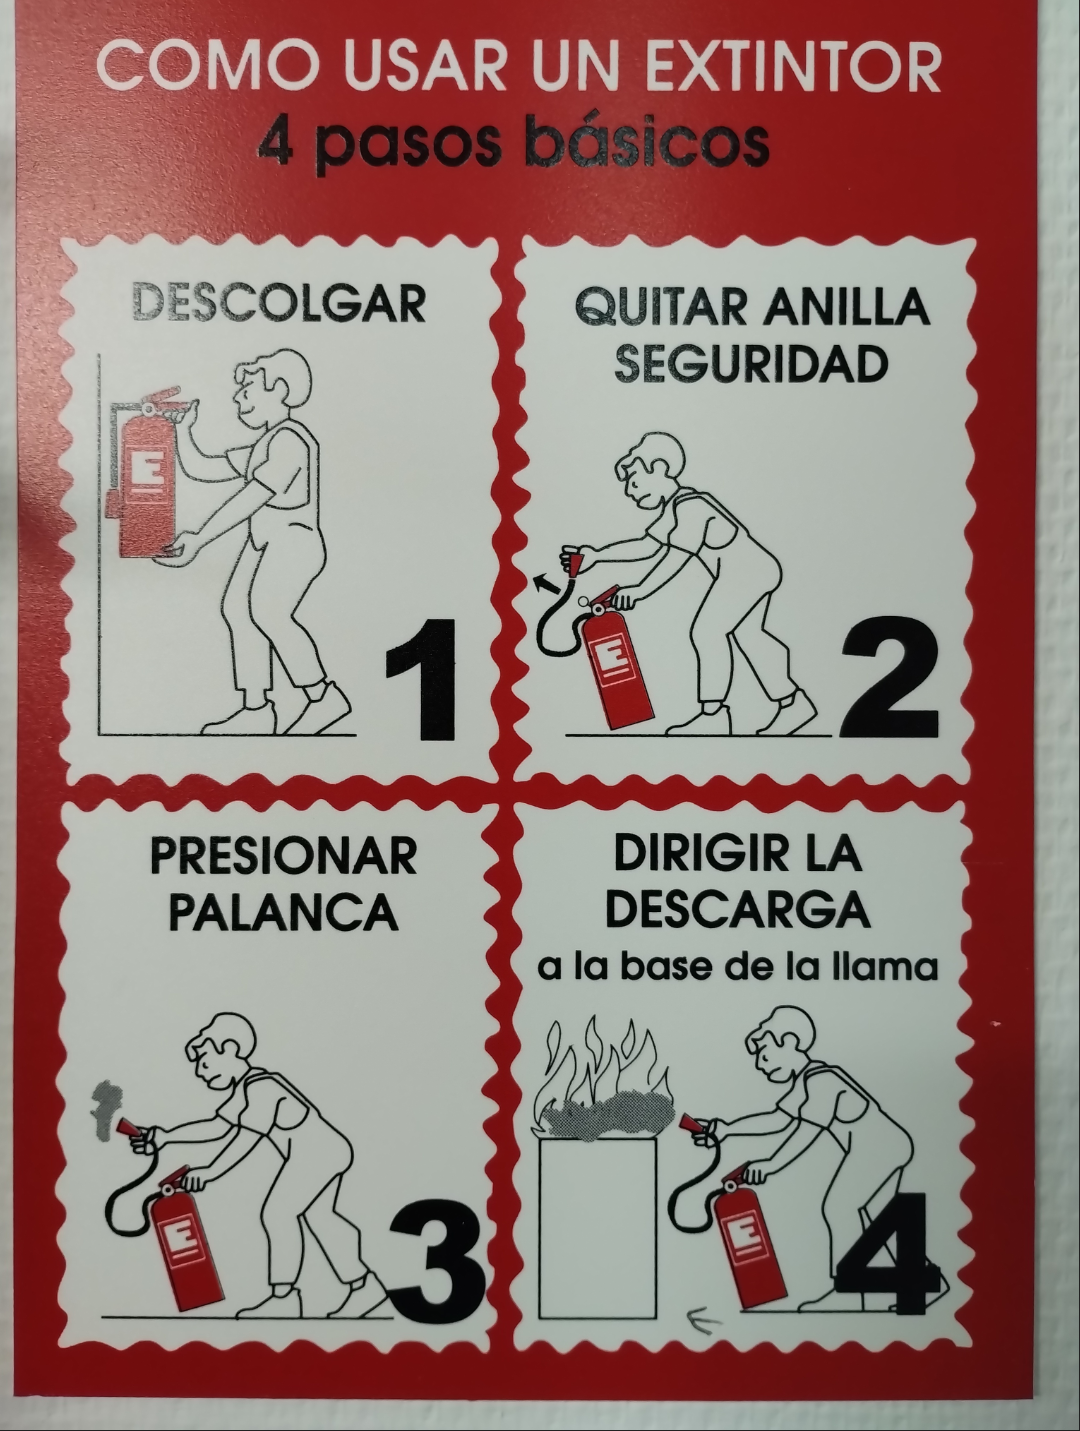 COMO USAR UN EXTINTOR
4 pasos básicos
DESCOLGAR
E
1
QUITAR ANILLA
SEGURIDAD
E
2
PRESIONAR
PALANCA
E
3
DIRIGIR LA
DESCARGA
a la base de la llama
E
4